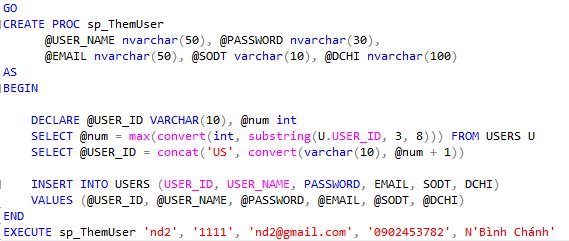 GO
CREATE PROC sp_ThemUser
@USER_NAME nvarchar(50), @PASSWORD nvarchar(30),
@EMAIL nvarchar(50), @SODT varchar(10), @DCHI nvarchar(100)
AS
BEGIN
DECLARE @USER_ID VARCHAR(10), @num int
SELECT @num = max(convert(int, substring(U.USER_ID, 3, 8))) FROM USERS U
SELECT @USER_ID = concat('US', convert(varchar(10), @num + 1))
INSERT INTO USERS (USER_ID, USER_NAME, PASSWORD, EMAIL, SODT, DCHI)
VALUES (@USER_ID, @USER_NAME, @PASSWORD, @EMAIL, @SODT, @DCHI)
END
EXECUTE sp_ThemUser 'nd2', '1111', 'nd2@gmail.com', '0902453782', N'Bình Chánh'